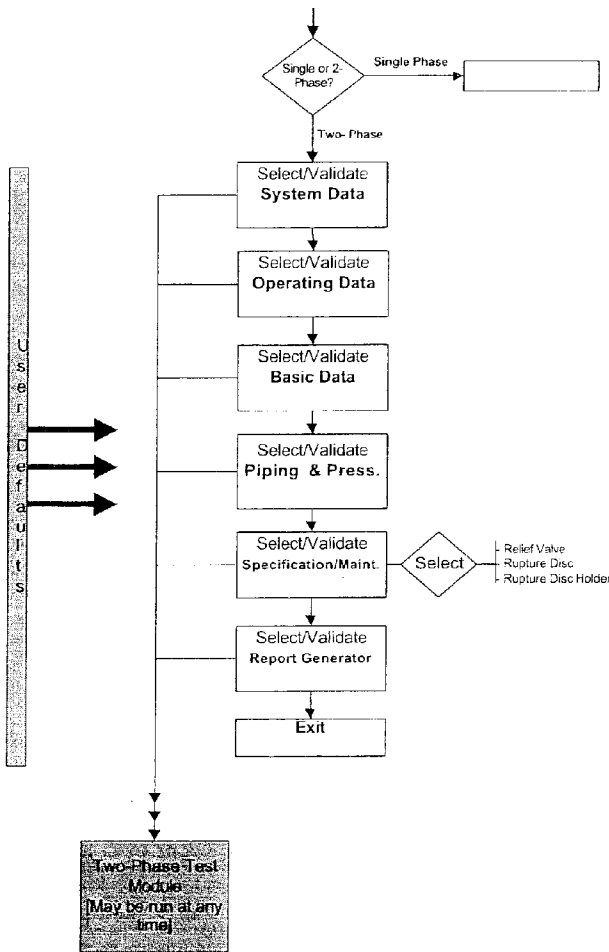 Single or 2-
Phase?
Single Phase
Two- Phase
Select/Validate
System Data
Select/Validate
Operating Data
Select/Validate
Basic Data
Select/Validate
Piping & Press.
Select/Validate
Specification/Maint.
Select
Relief Valve
Rupture Disc
Rupture Disc Holder
Select/Validate
Report Generator
Exit
User Defaults
Two-Phase-Test
Module
[May be run at any
time]